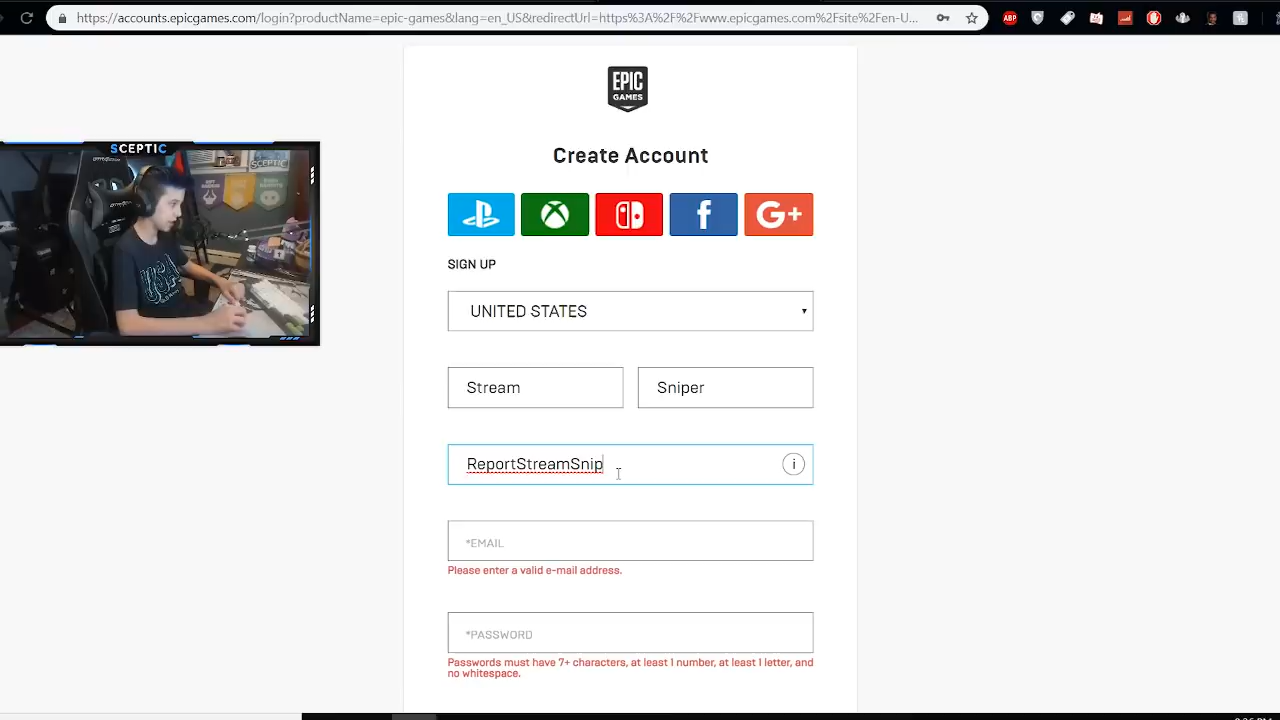 https://accounts.epicgames.com/login?productName=epic-games&lang=en_US&redirectUrl=https%3A%2F%2Fwww.epicgames.com%2Fsite%2Fen-U...
ABP
EPIC
GAMES
SCEPTIC
Create Account
G+
SIGN UP
UNITED STATES
Stream Sniper
ReportStreamSnip
*EMAIL
Please enter a valid e-mail address.
*PASSWORD
Passwords must have 7+ characters, at least 1 number, at least 1 letter, and
no whitespace.